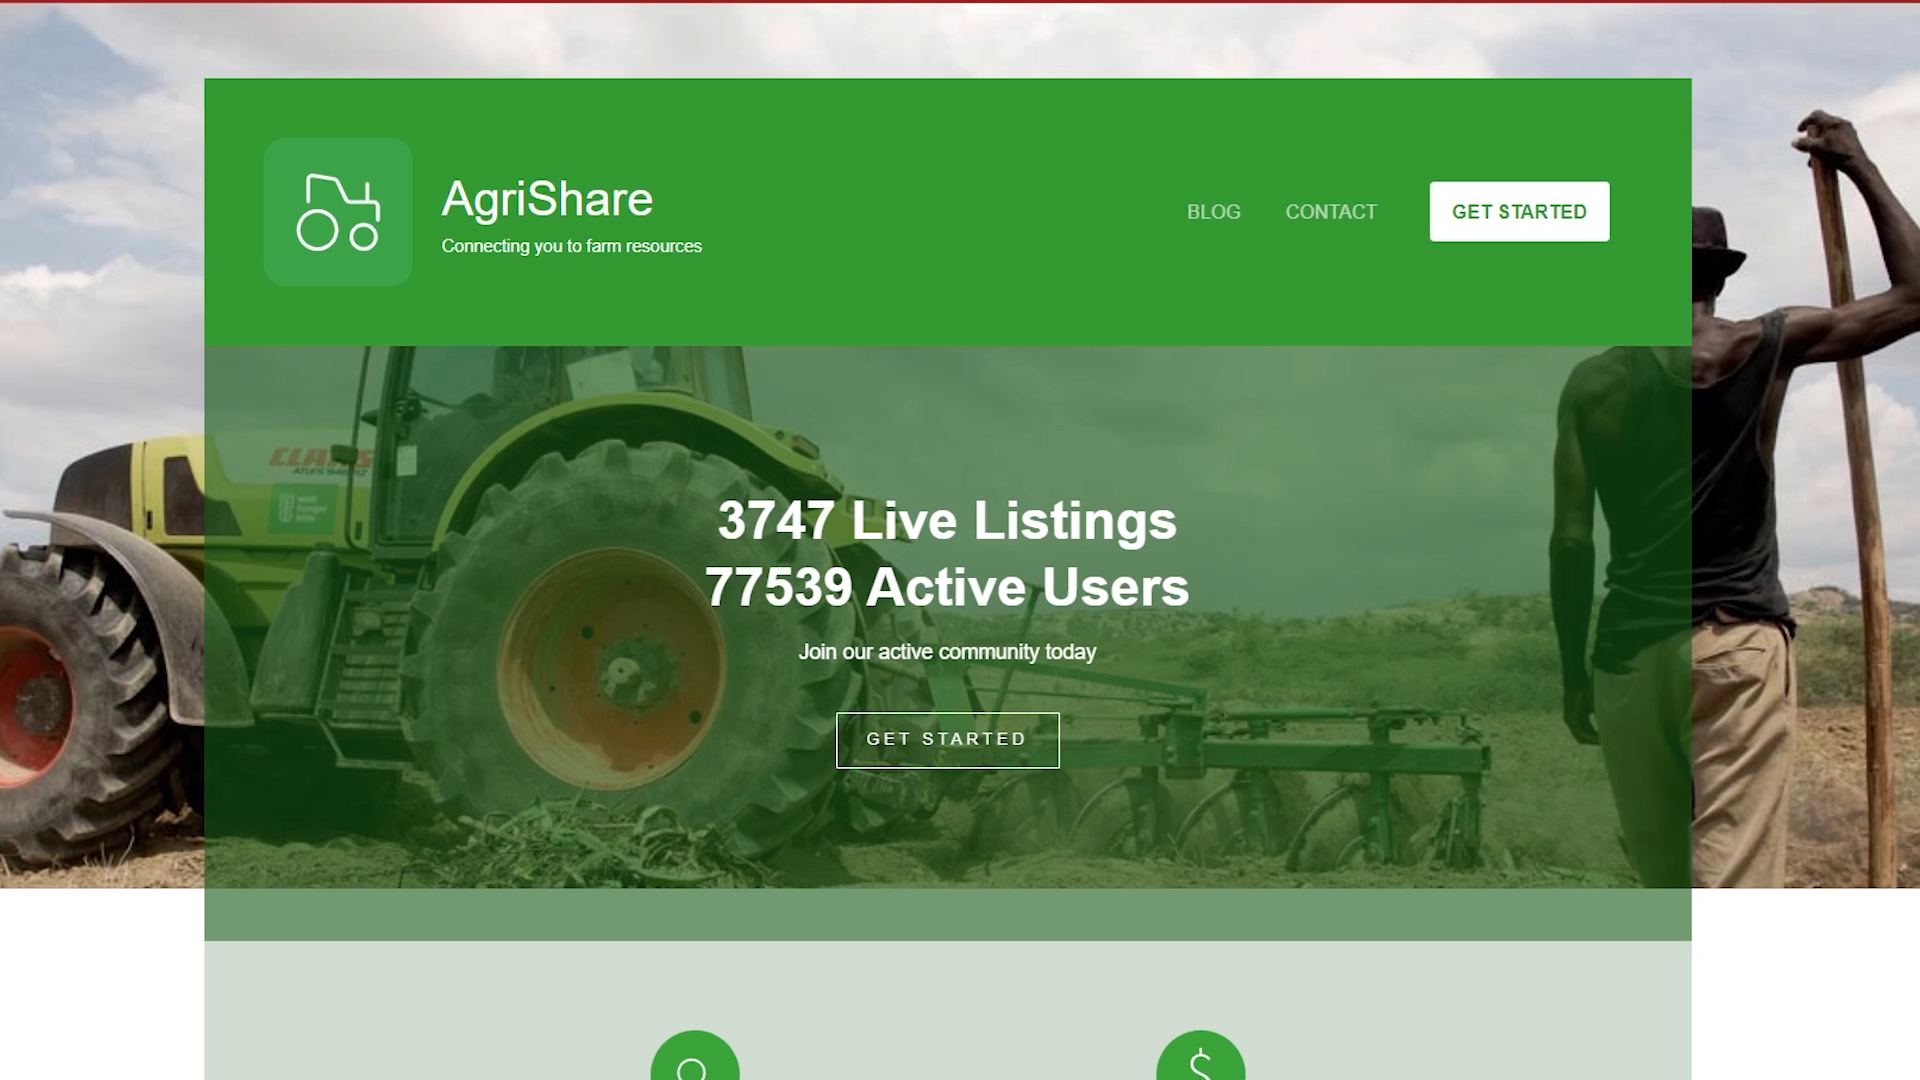 AgriShare
Connecting you to farm resources
BLOG
CONTACT
GET STARTED
CLAAS
3747 Live Listings
77539 Active Users
Join our active community today
GET STARTED